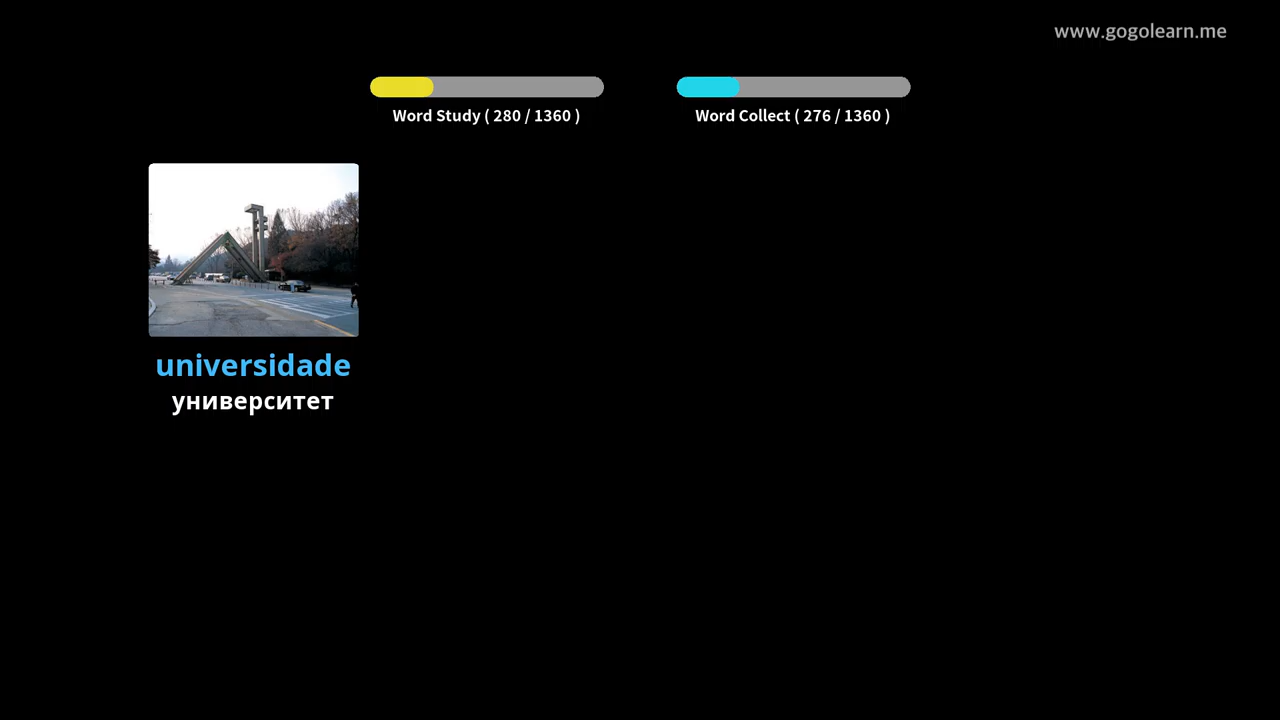 www.gogolearn.me
Word Study ( 280 / 1360 )
Word Collect ( 276 / 1360 )
universidade
университет